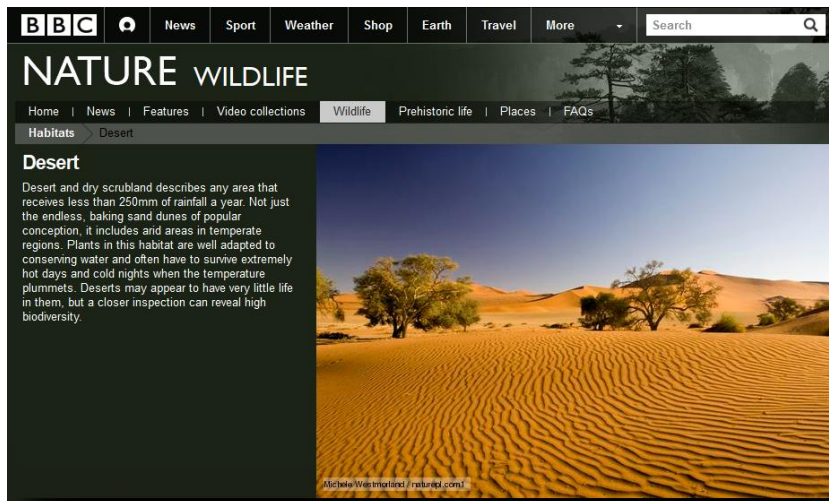 BBC News Sport Weather Shop Earth Travel More Search
NATURE WILDLIFE
Home | News | Features | Video collections Wildlife Prehistoric life | Places | FAQs
Habitats Desert
Desert
Desert and dry scrubland describes any area that
receives less than 250mm of rainfall a year. Not just
the endless, baking sand dunes of popular
conception, it includes arid areas in temperate
regions. Plants in this habitat are well adapted to
conserving water and often have to survive extremely
hot days and cold nights when the temperature
plummets. Deserts may appear to have very little life
in them, but a closer inspection can reveal high
biodiversity.
Michele Westmorland / naturepl.com1